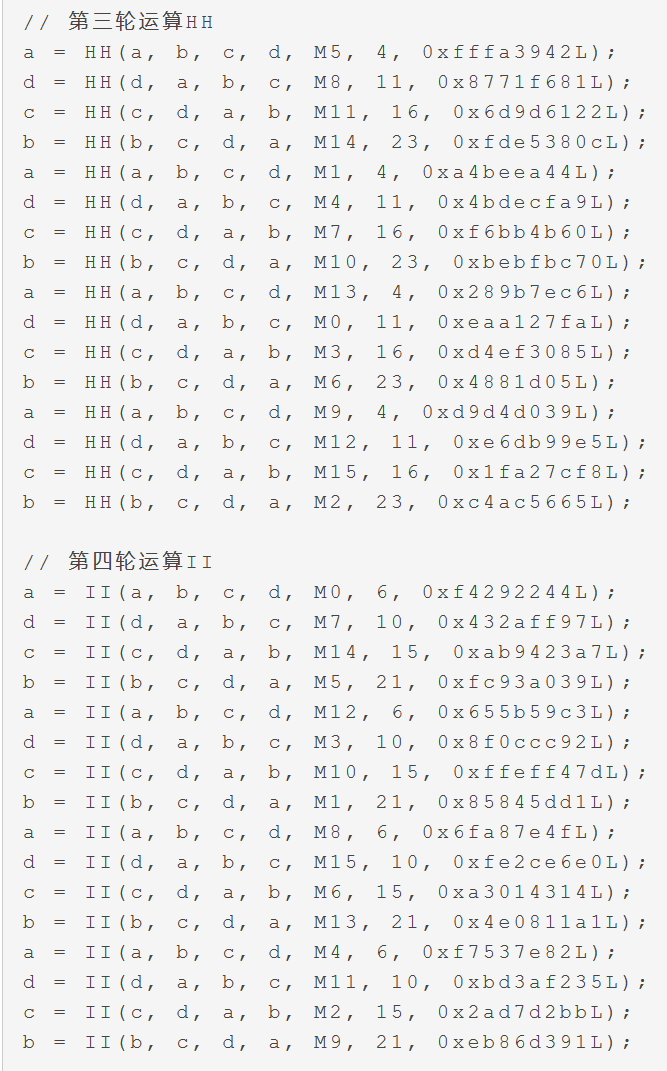 // 第三轮运算HH
a = HH(a, b, c, d, M5, 4, 0xfffa3942L);
d = HH(d, a, b, c, M8, 11, 0x8771f681L);
c = HH(c, d, a, b, M11, 16, 0x6d9d6122L);
b = HH(b, c, d, a, M14, 23, 0xfde5380cL);
a = HH(a, b, c, d, M1, 4, 0xa4beea44L);
d = HH(d, a, b, c, M4, 11, 0x4bdecfa9L);
c = HH(c, d, a, b, M7, 16, 0xf6bb4b60L);
b = HH(b, c, d, a, M10, 23, 0xbebfbc70L);
a = HH(a, b, c, d, M13, 4, 0x289b7ec6L);
d = HH(d, a, b, c, M0, 11, 0xeaa127faL);
c = HH(c, d, a, b, M3, 16, 0xd4ef3085L);
b = HH(b, c, d, a, M6, 23, 0x4881d05L);
a = HH(a, b, c, d, M9, 4, 0xd9d4d039L);
d = HH(d, a, b, c, M12, 11, 0xe6db99e5L);
c = HH(c, d, a, b, M15, 16, 0x1fa27cf8L);
b = HH(b, c, d, a, M2, 23, 0xc4ac5665L);
// 第四轮运算II
a = II(a, b, c, d, M0, 6, 0xf4292244L);
d = II(d, a, b, c, M7, 10, 0x432aff97L);
c = II(c, d, a, b, M14, 15, 0xab9423a7L);
b = II(b, c, d, a, M5, 21, 0xfc93a039L);
a = II(a, b, c, d, M12, 6, 0x655b59c3L);
d = II(d, a, b, c, M3, 10, 0x8f0ccc92L);
c = II(c, d, a, b, M10, 15, 0xffeff47dL);
b = II(b, c, d, a, M1, 21, 0x85845dd1L);
a = II(a, b, c, d, M8, 6, 0x6fa87e4fL);
d = II(d, a, b, c, M15, 10, 0xfe2ce6e0L);
c = II(c, d, a, b, M6, 15, 0xa3014314L);
b = II(b, c, d, a, M13, 21, 0x4e0811a1L);
a = II(a, b, c, d, M4, 6, 0xf7537e82L);
d = II(d, a, b, c, M11, 10, 0xbd3af235L);
c = II(c, d, a, b, M2, 15, 0x2ad7d2bbL);
b = II(b, c, d, a, M9, 21, 0xeb86d391L);